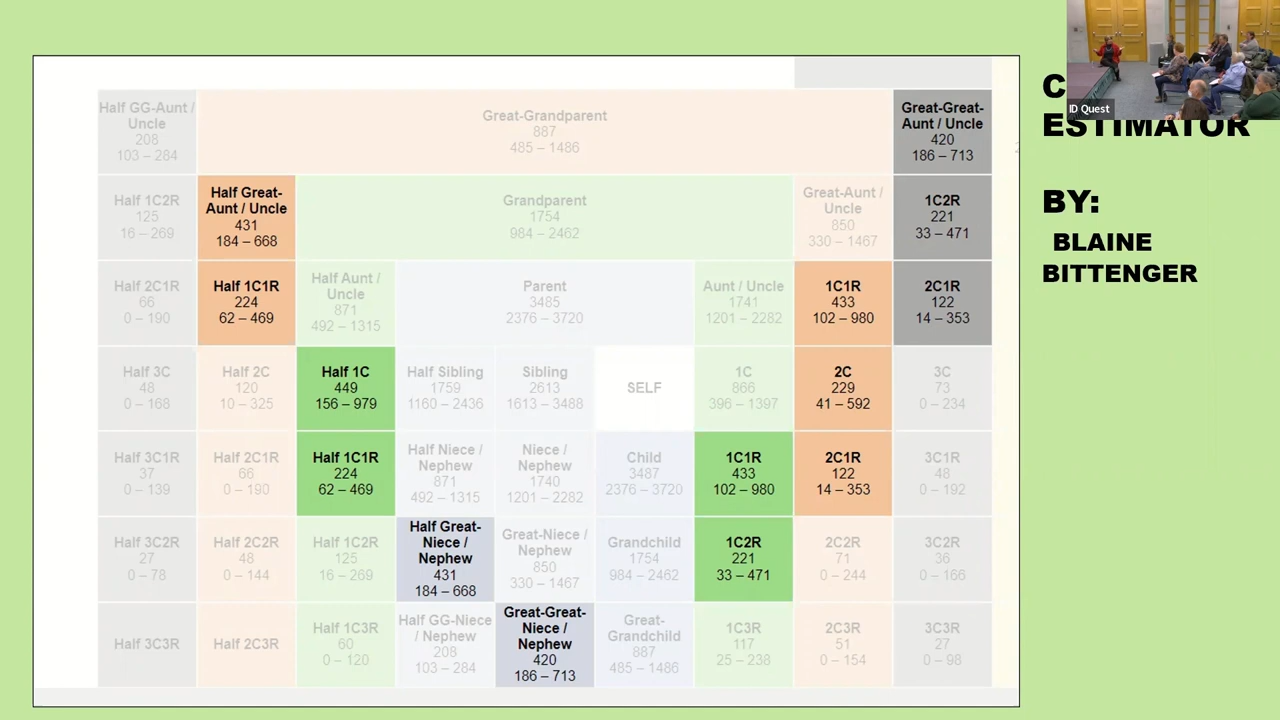 Half GG-Aunt /
Uncle
208
103 – 284
Great-Grandparent
887
485 – 1486
Great-Great-
Aunt / Uncle
420
186 – 713
Half 1C2R
125
16 – 269
Half Great-
Aunt / Uncle
431
184 – 668
Grandparent
1754
984 – 2462
Great-Aunt /
Uncle
850
330 – 1467
1C2R
221
33 – 471
Half 2C1R
66
0 – 190
Half 1C1R
224
62 – 469
Half Aunt /
Uncle
871
492 – 1315
Parent
3485
2376 – 3720
Aunt / Uncle
1741
1201 – 2282
1C1R
433
102 – 980
2C1R
122
14 – 353
Half 3C
48
0 – 168
Half 2C
120
10 – 325
Half 1C
449
156 – 979
Half Sibling
1759
1160 – 2436
Sibling
2613
1613 – 3488
SELF
1C
866
396 – 1397
2C
229
41 – 592
3C
73
0 – 234
Half 3C1R
37
0 – 139
Half 2C1R
66
0 – 190
Half 1C1R
224
62 – 469
Half Niece /
Nephew
871
492 – 1315
Niece /
Nephew
1740
1201 – 2282
Child
3487
2376 – 3720
1C1R
433
102 – 980
2C1R
122
14 – 353
3C1R
48
0 – 192
Half 3C2R
27
0 – 78
Half 2C2R
48
0 – 144
Half 1C2R
125
16 – 269
Half Great-
Niece /
Nephew
431
184 – 668
Great-Niece /
Nephew
850
330 – 1467
Grandchild
1754
984 – 2462
1C2R
221
33 – 471
2C2R
71
0 – 244
3C2R
36
0 – 166
Half 3C3R
Half 2C3R
Half 1C3R
60
0 – 120
Half GG-Niece
/ Nephew
208
103 – 284
Great-Great-
Niece /
Nephew
420
186 – 713
Great-
Grandchild
887
485 – 1486
1C3R
117
25 – 238
2C3R
51
0 – 154
3C3R
27
0 – 98
ID Quest
ESTIMATOR
BY:
BLAINE
BITTENGER